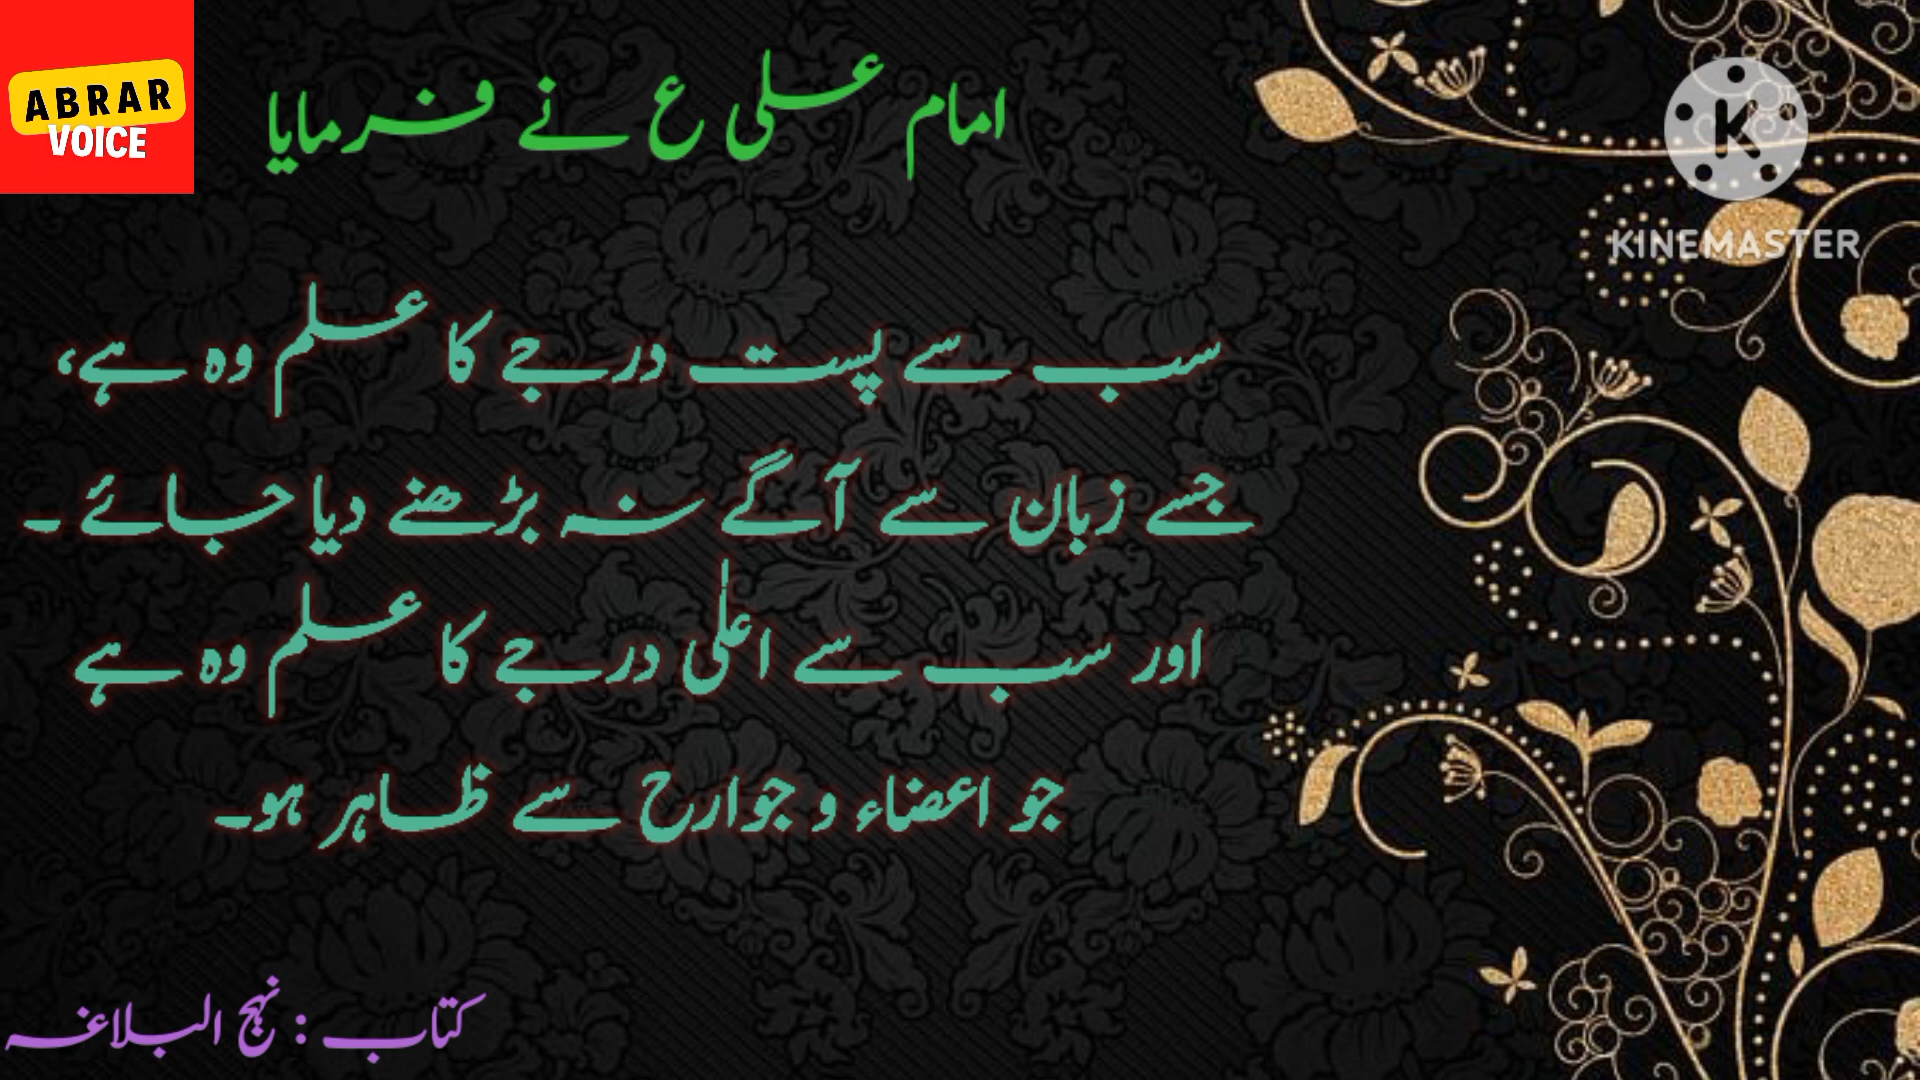 ABRAR
VOICE
امام علی ع نے فرمایا
KINEMASTER
سب سے پست درجے کا علم وہ ہے،
جسے زبان سے آگے نہ بڑھنے دیا جائے ۔
اور سب سے اعلٰی درجے کا علم وہ ہے
جو اعضاء و جوارح سے ظاہر ہو۔
کتاب : نہج البلاغہ